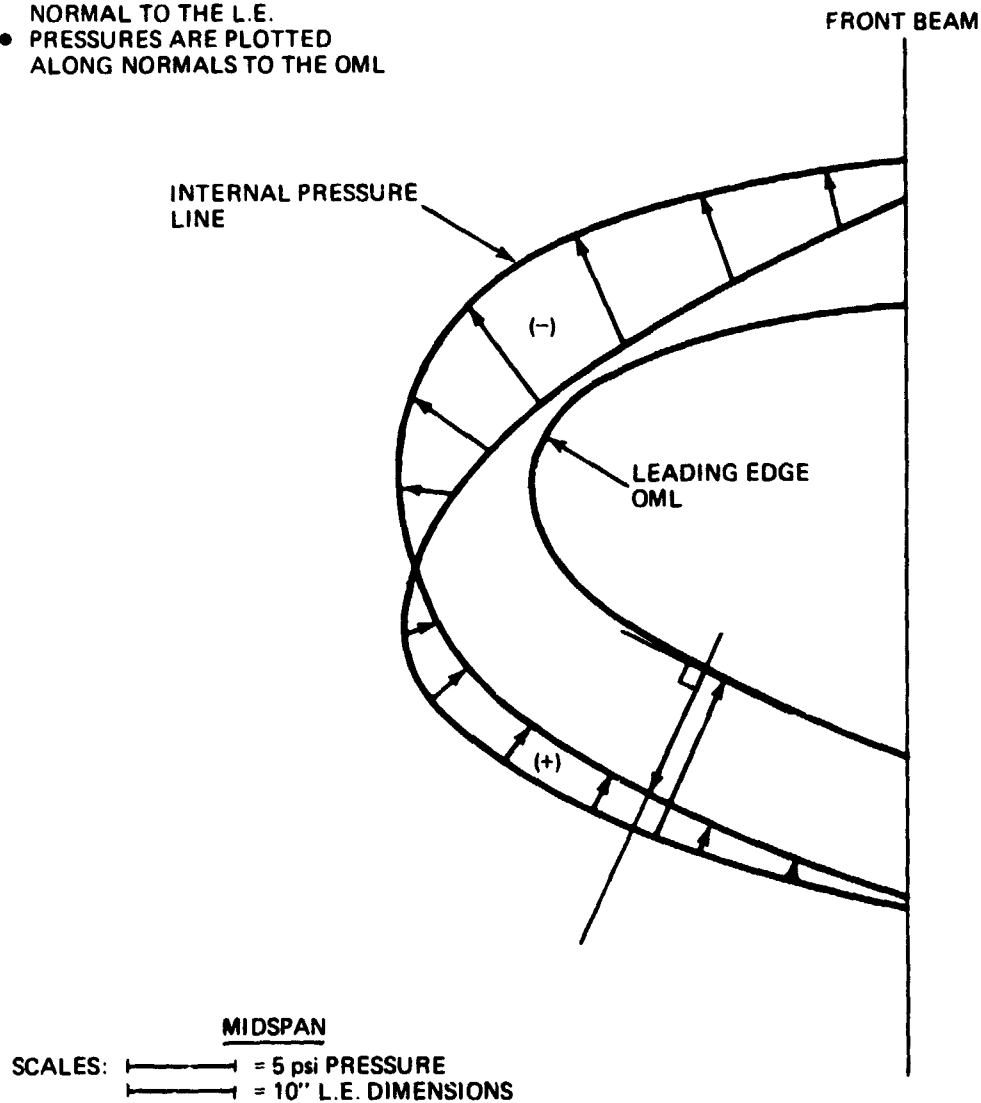 NORMAL TO THE L.E.
• PRESSURES ARE PLOTTED
ALONG NORMALS TO THE OML
FRONT BEAM
INTERNAL PRESSURE
LINE
(−)
LEADING EDGE
OML
(+)
MIDSPAN
SCALES: = 5 psi PRESSURE
= 10" L.E. DIMENSIONS